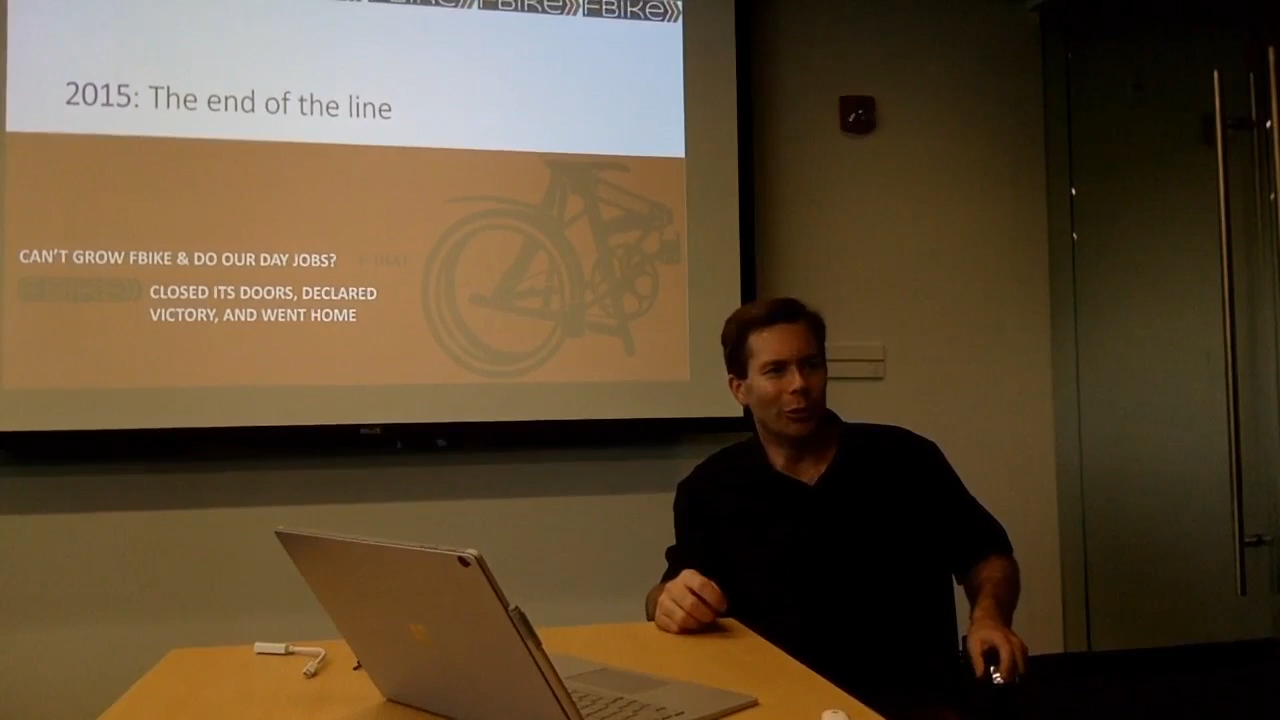 FBIKE FBIKE FBIKE
2015: The end of the line
CAN'T GROW FBIKE & DO OUR DAY JOBS?
CLOSED ITS DOORS, DECLARED
VICTORY, AND WENT HOME